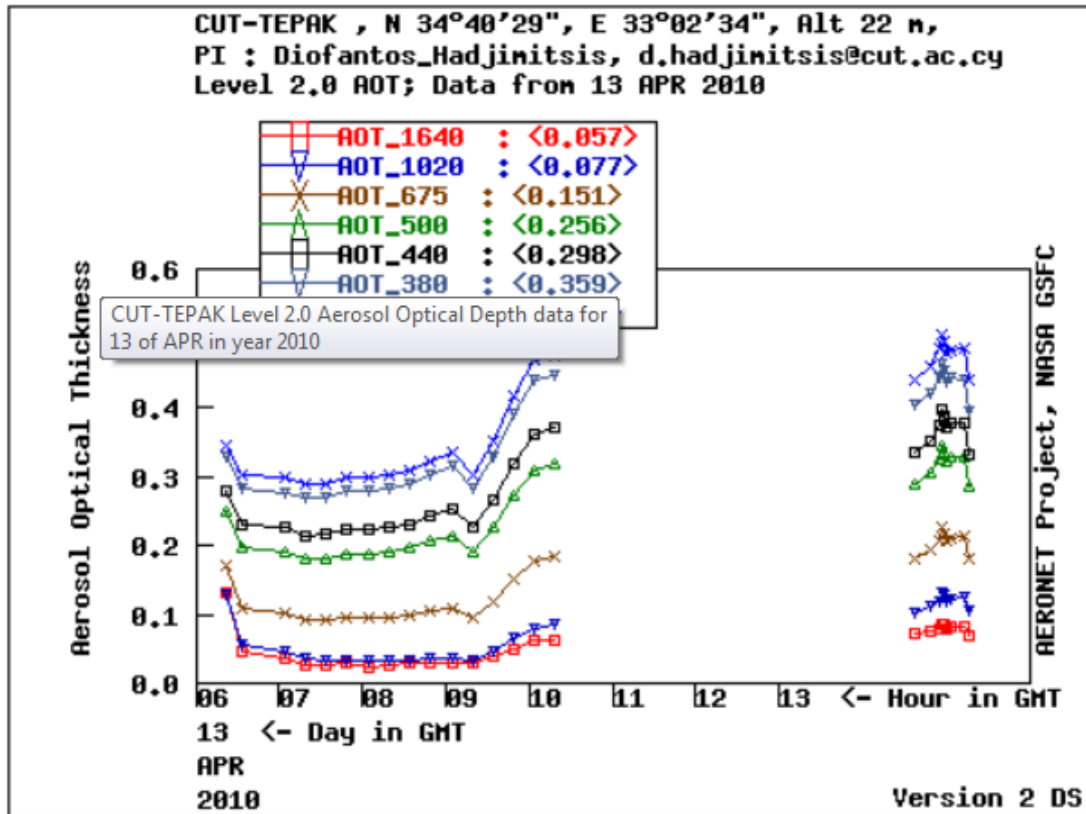 CUT-TEPAK , N 34°40'29", E 33°02'34", Alt 22 m,
PI : Diofantos_Hadjimitsis, d.hadjimitsis@cut.ac.cy
Level 2.0 AOT; Data from 13 APR 2010
AOT_1640 : <0.057>
AOT_1020 : <0.077>
AOT_675 : <0.151>
AOT_500 : <0.256>
AOT_440 : <0.298>
AOT_380 : <0.359>
CUT-TEPAK Level 2.0 Aerosol Optical Depth data for
13 of APR in year 2010
Aerosol Optical Thickness
0.6
0.4
0.3
0.2
0.1
0.0
06 07 08 09 10 11 12 13 <- Hour in GMT
13 <- Day in GMT
APR
2010
AERONET Project, NASA GSFC
Version 2 DS